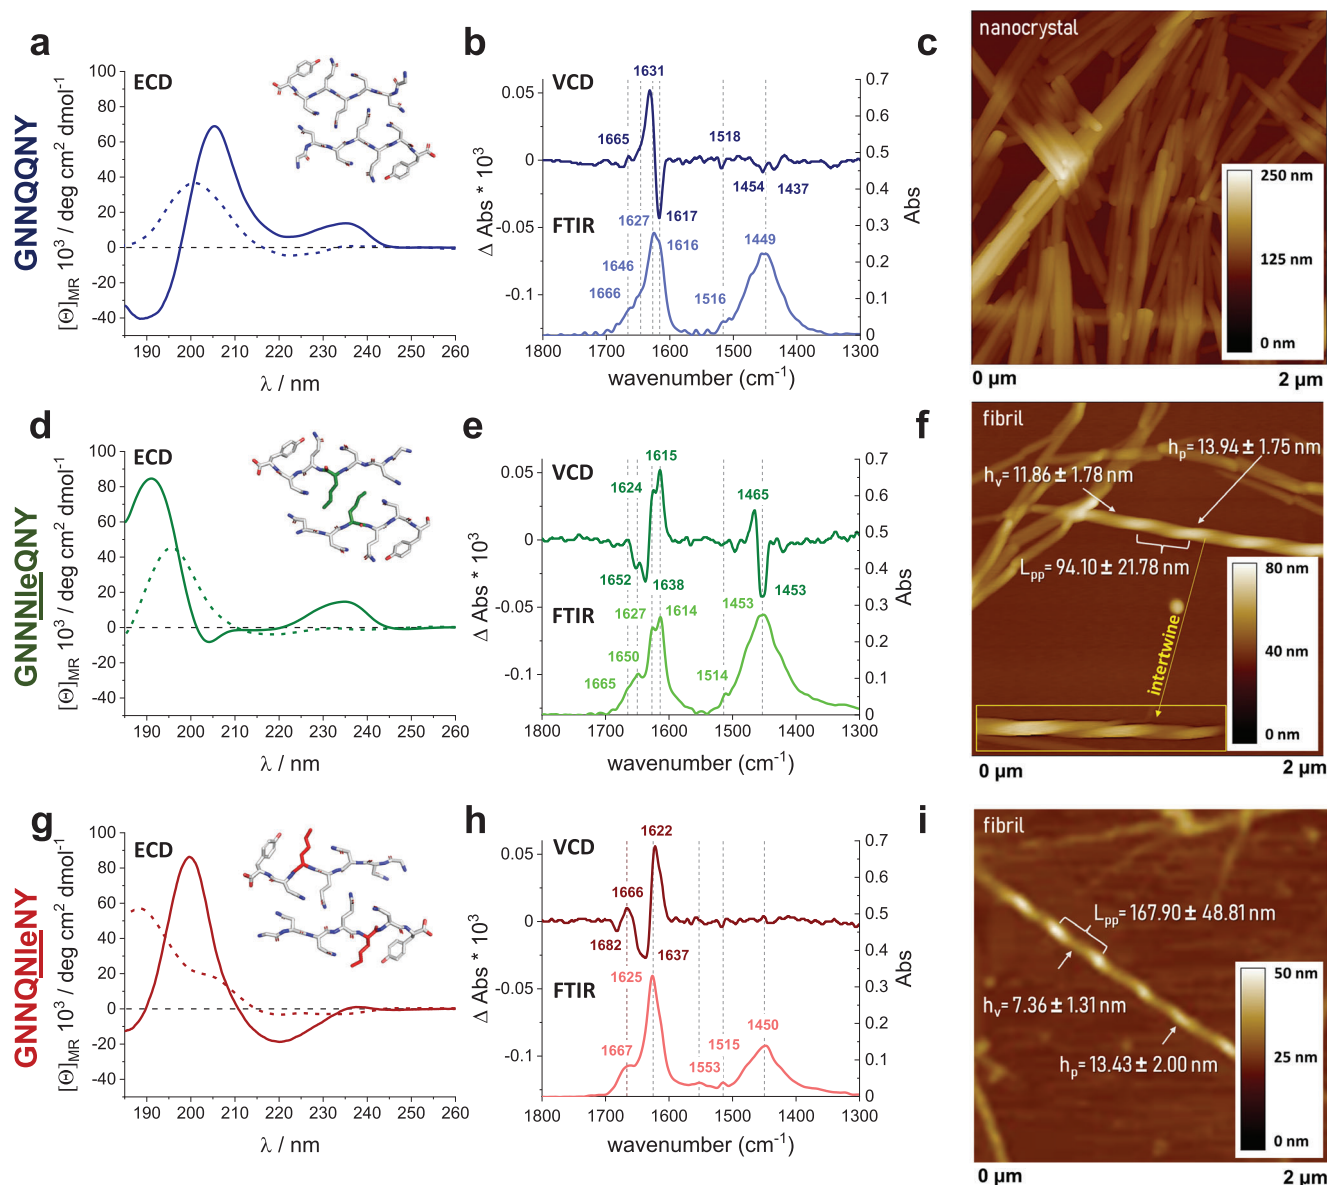 a
GNNQQNY
ECD
[Θ]MR 10³ / deg cm² dmol⁻¹
100
80
60
40
20
0
-20
-40
190 200 210 220 230 240 250 260
λ / nm
b
VCD
FTIR
1631
1665
1518
1454
1437
1617
1627
1616
1646
1666
1516
1449
Δ Abs * 10³
0.05
0
-0.05
-0.1
Abs
0.7
0.6
0.5
0.4
0.3
0.2
0.1
0
1800 1700 1600 1500 1400 1300
wavenumber (cm⁻¹)
c
nanocrystal
250 nm
125 nm
0 nm
0 µm
2 µm
d
GNNNleQNY
ECD
[Θ]MR 10³ / deg cm² dmol⁻¹
100
80
60
40
20
0
-20
-40
190 200 210 220 230 240 250 260
λ / nm
e
VCD
FTIR
1615
1624
1465
1652
1638
1453
1627
1614
1453
1650
1665
1514
Δ Abs * 10³
0.05
0
-0.05
-0.1
Abs
0.7
0.6
0.5
0.4
0.3
0.2
0.1
0
1800 1700 1600 1500 1400 1300
wavenumber (cm⁻¹)
f
fibril
hp= 13.94 ± 1.75 nm
hv= 11.86 ± 1.78 nm
Lpp= 94.10 ± 21.78 nm
intertwine
80 nm
40 nm
0 nm
0 µm
2 µm
g
GNNQNleNY
ECD
[Θ]MR 10³ / deg cm² dmol⁻¹
100
80
60
40
20
0
-20
-40
190 200 210 220 230 240 250 260
λ / nm
h
VCD
FTIR
1622
1666
1682
1637
1625
1667
1553
1515
1450
Δ Abs * 10³
0.05
0
-0.05
-0.1
Abs
0.7
0.6
0.5
0.4
0.3
0.2
0.1
0
1800 1700 1600 1500 1400 1300
wavenumber (cm⁻¹)
i
fibril
Lpp= 167.90 ± 48.81 nm
hv= 7.36 ± 1.31 nm
hp= 13.43 ± 2.00 nm
50 nm
25 nm
0 nm
0 µm
2 µm